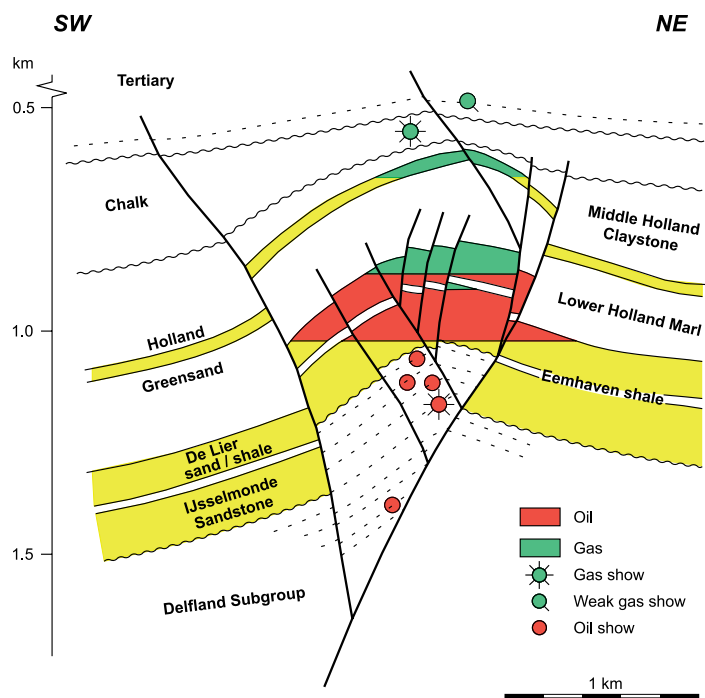 SW
NE
km
Tertiary
0.5
Chalk
Middle Holland
Claystone
Lower Holland Marl
1.0
Holland
Greensand
Eemhaven shale
De Lier
sand / shale
IJsselmonde
Sandstone
Oil
Gas
1.5
Gas show
Weak gas show
Delfland Subgroup
Oil show
1 km